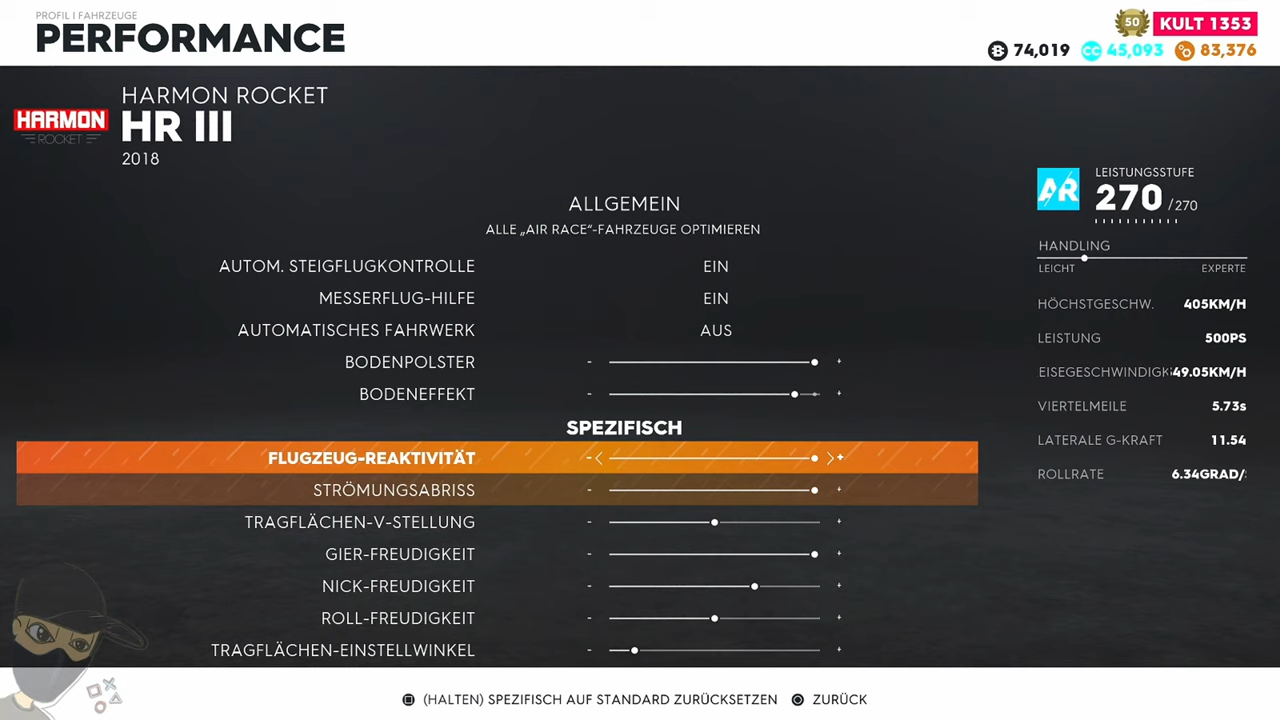 PROFIL I FAHRZEUGE
PERFORMANCE
50
KULT 1353
74,019
CC 45,093
83,376
HARMON
ROCKET
HARMON ROCKET
HR III
2018
ALLGEMEIN
ALLE „AIR RACE“-FAHRZEUGE OPTIMIEREN
AUTOM. STEIGFLUGKONTROLLE EIN
MESSERFLUG-HILFE EIN
AUTOMATISCHES FAHRWERK AUS
BODENPOLSTER - +
BODENEFFEKT - +
SPEZIFISCH
FLUGZEUG-REAKTIVITÄT - < > +
STRÖMUNGSABRISS - +
TRAGFLÄCHEN-V-STELLUNG - +
GIER-FREUDIGKEIT - +
NICK-FREUDIGKEIT - +
ROLL-FREUDIGKEIT - +
TRAGFLÄCHEN-EINSTELLWINKEL - +
AR
LEISTUNGSSTUFE
270 /270
HANDLING
LEICHT EXPERTE
HÖCHSTGESCHW. 405KM/H
LEISTUNG 500PS
EISEGESCHWINDIGK 49.05KM/H
VIERTELMEILE 5.73s
LATERALE G-KRAFT 11.54
ROLLRATE 6.34GRAD/
(HALTEN) SPEZIFISCH AUF STANDARD ZURÜCKSETZEN
ZURÜCK